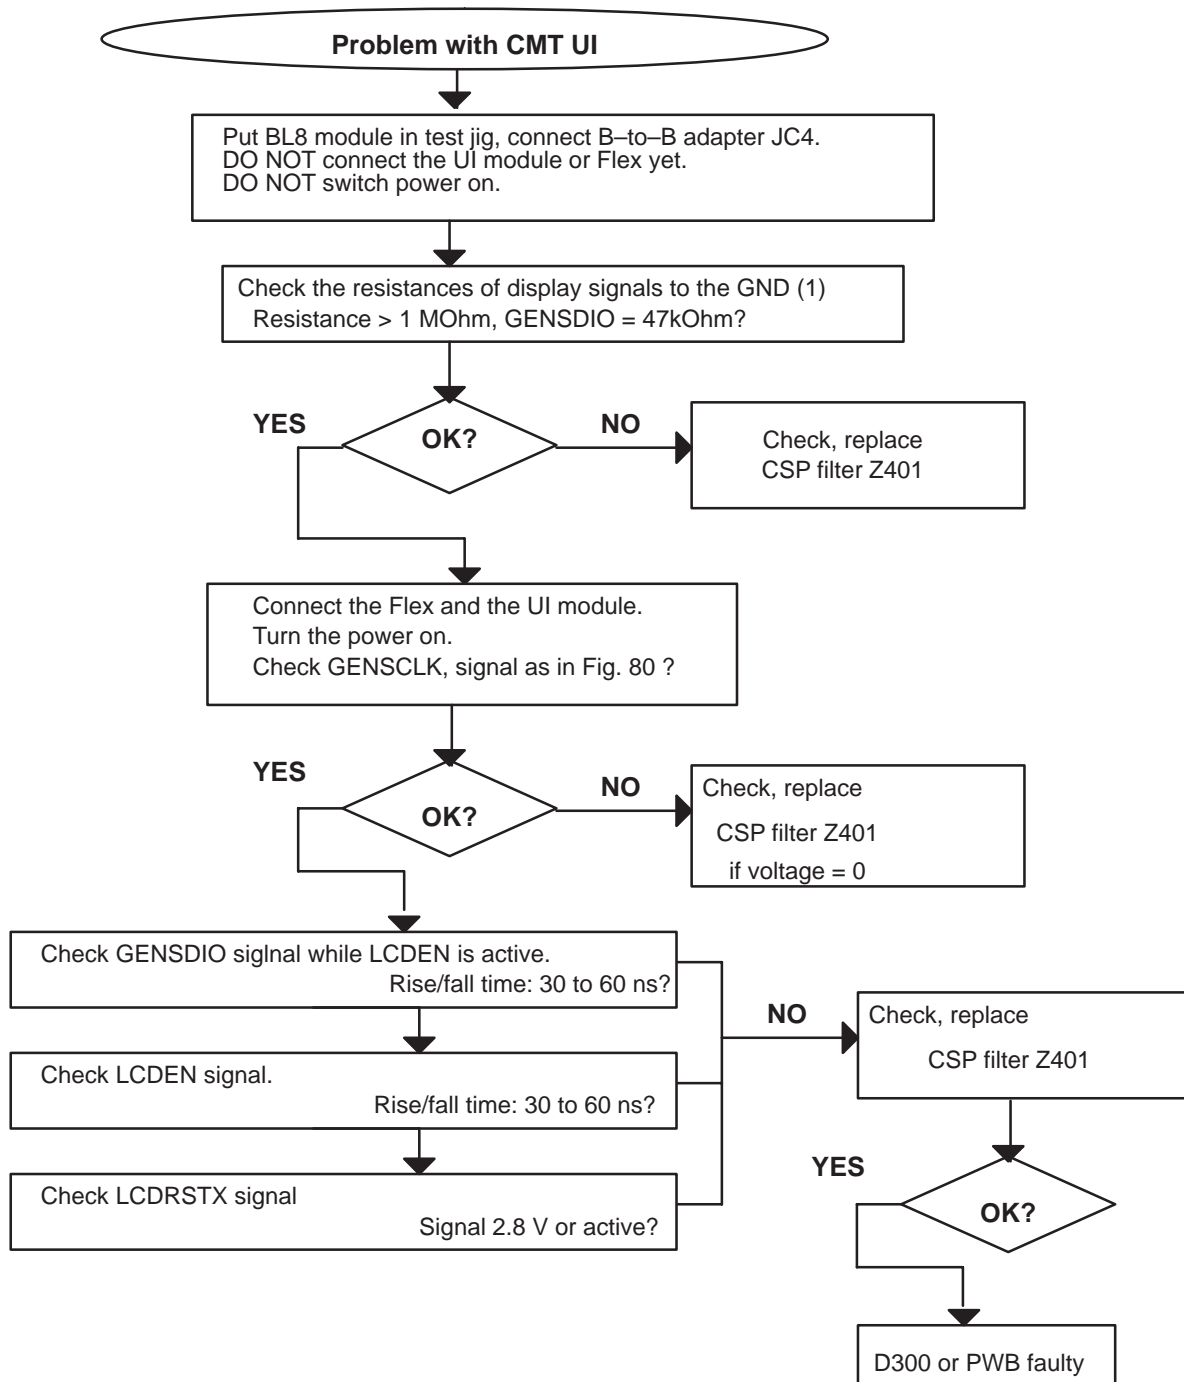 Problem with CMT UI
Put BL8 module in test jig, connect B–to–B adapter JC4.
DO NOT connect the UI module or Flex yet.
DO NOT switch power on.
Check the resistances of display signals to the GND (1)
Resistance > 1 MOhm, GENSDIO = 47kOhm?
YES
OK?
NO
Check, replace
CSP filter Z401
Connect the Flex and the UI module.
Turn the power on.
Check GENSCLK, signal as in Fig. 80 ?
YES
OK?
NO
Check, replace
CSP filter Z401
if voltage = 0
Check GENSDIO siglnal while LCDEN is active.
Rise/fall time: 30 to 60 ns?
NO
Check, replace
CSP filter Z401
Check LCDEN signal.
Rise/fall time: 30 to 60 ns?
Check LCDRSTX signal
Signal 2.8 V or active?
YES
OK?
D300 or PWB faulty